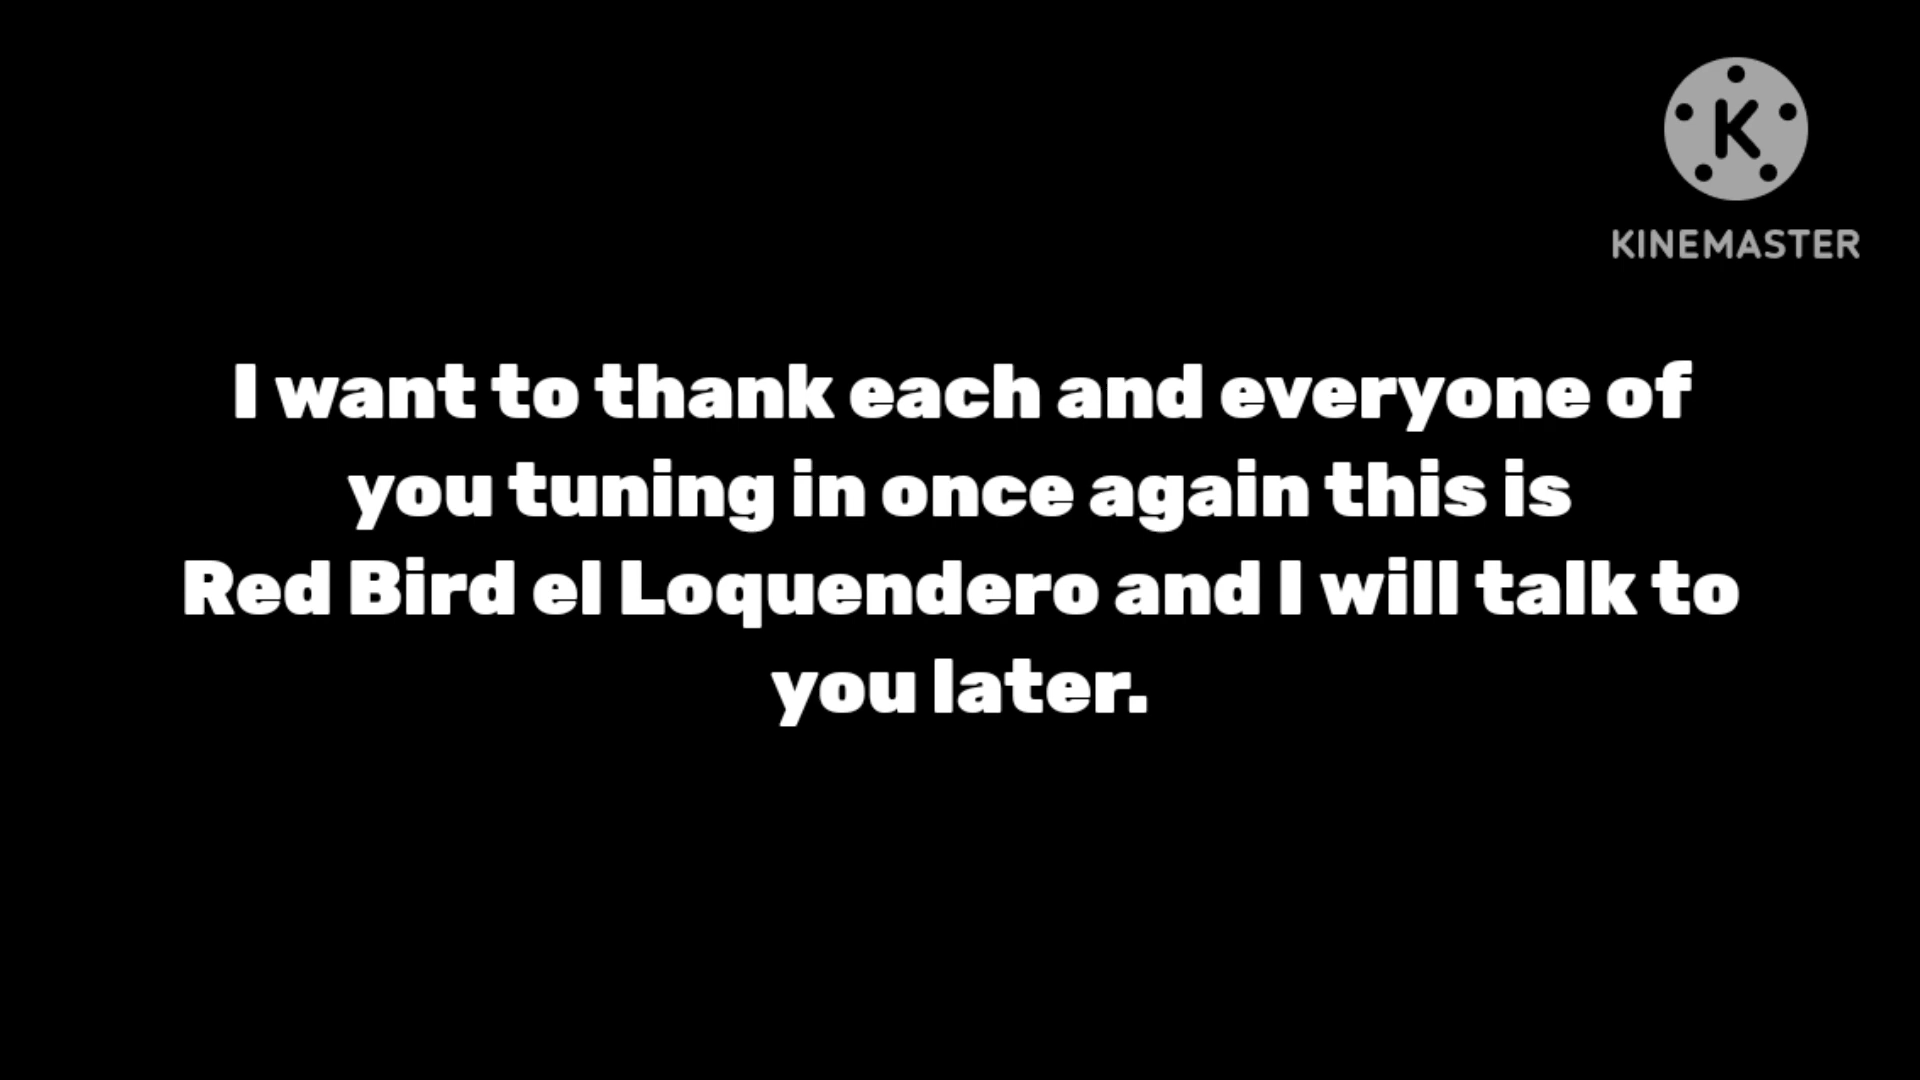 K
KINEMASTER
I want to thank each and everyone of
you tuning in once again this is
Red Bird el Loquendero and I will talk to
you later.